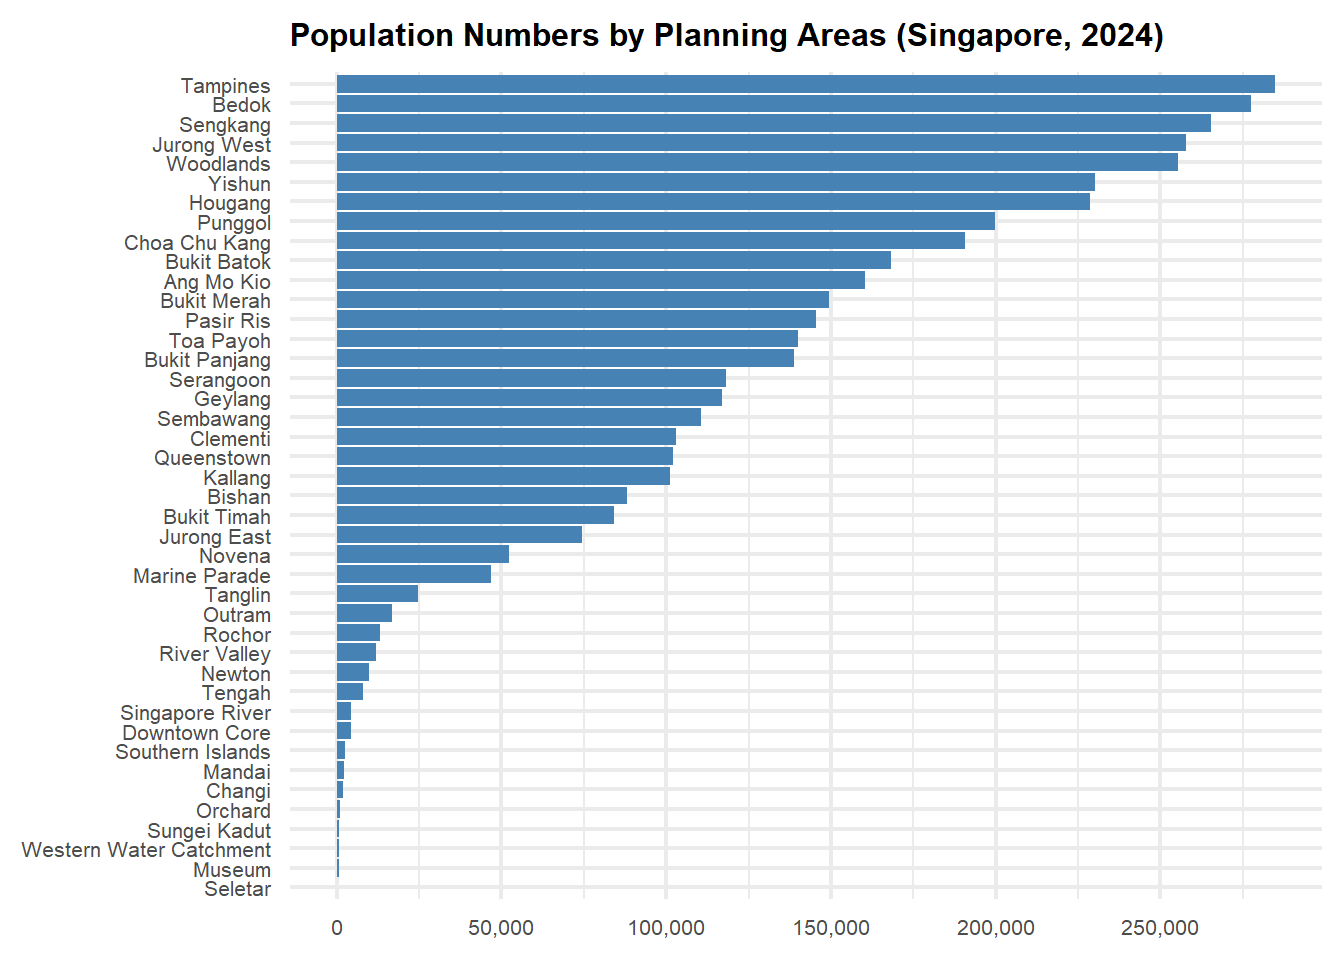 Population Numbers by Planning Areas (Singapore, 2024)
Tampines
Bedok
Sengkang
Jurong West
Woodlands
Yishun
Hougang
Punggol
Choa Chu Kang
Bukit Batok
Ang Mo Kio
Bukit Merah
Pasir Ris
Toa Payoh
Bukit Panjang
Serangoon
Geylang
Sembawang
Clementi
Queenstown
Kallang
Bishan
Bukit Timah
Jurong East
Novena
Marine Parade
Tanglin
Outram
Rochor
River Valley
Newton
Tengah
Singapore River
Downtown Core
Southern Islands
Mandai
Changi
Orchard
Sungei Kadut
Western Water Catchment
Museum
Seletar
0 50,000 100,000 150,000 200,000 250,000